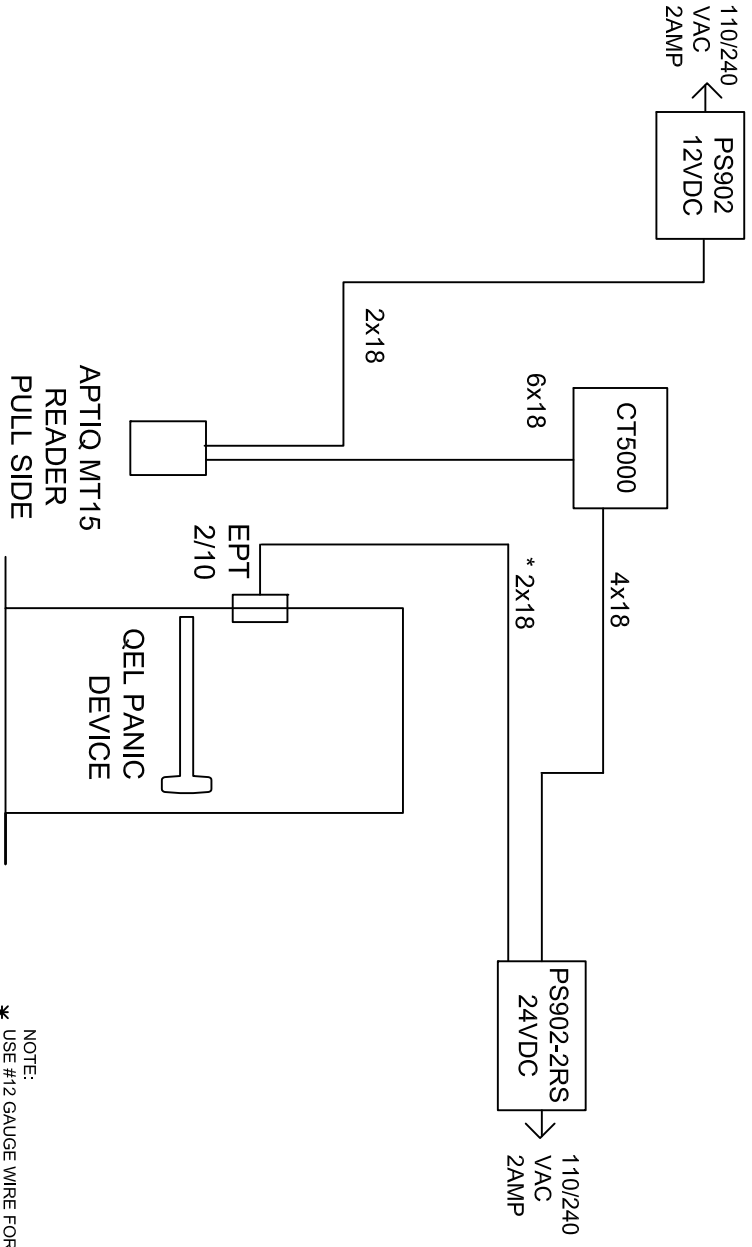 110/240
VAC
2AMP
PS902
12VDC
2x18
6x18
CT5000
4x18
APTIQ MT15
READER
PULL SIDE
EPT
2/10
* 2x18
QEL PANIC
DEVICE
PS902-2RS
24VDC
110/240
VAC
2AMP
NOTE:
* USE #12 GAUGE WIRE FOR